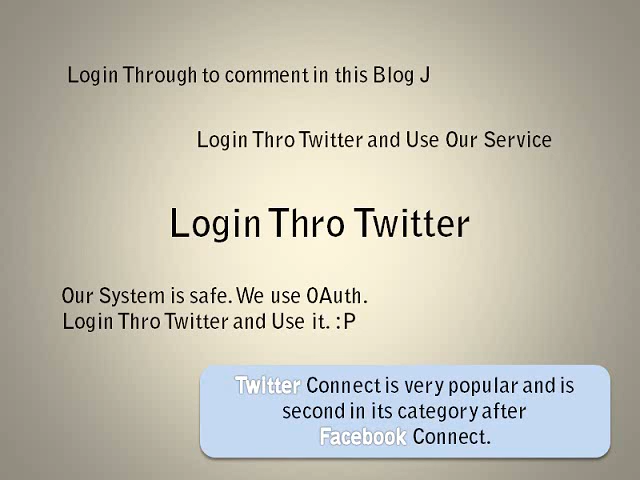 Login Through to comment in this Blog J
Login Thro Twitter and Use Our Service
Login Thro Twitter
Our System is safe. We use OAuth.
Login Thro Twitter and Use it. :P
Twitter Connect is very popular and is
second in its category after
Facebook Connect.